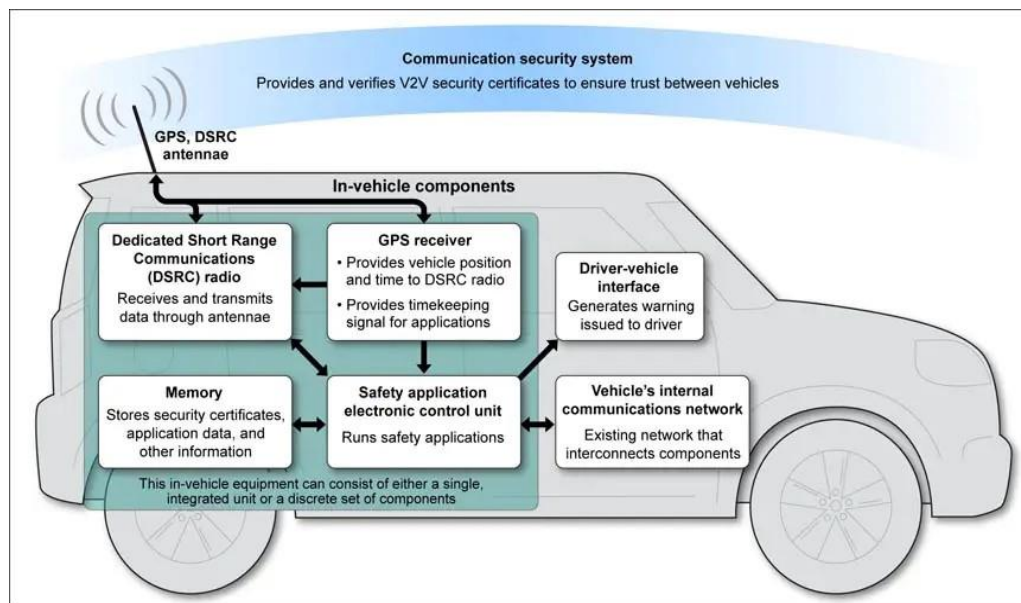 Communication security system
Provides and verifies V2V security certificates to ensure trust between vehicles
GPS, DSRC
antennae
In-vehicle components
Dedicated Short Range
Communications
(DSRC) radio
Receives and transmits
data through antennae
GPS receiver
• Provides vehicle position
and time to DSRC radio
• Provides timekeeping
signal for applications
Driver-vehicle
interface
Generates warning
issued to driver
Memory
Stores security certificates,
application data, and
other information
Safety application
electronic control unit
Runs safety applications
Vehicle's internal
communications network
Existing network that
interconnects components
This in-vehicle equipment can consist of either a single,
integrated unit or a discrete set of components